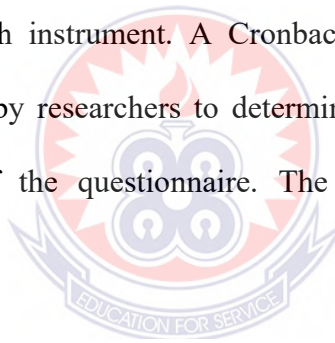 h instrument. A Cronbac
by researchers to determin
f the questionnaire. The
EDUCATION FOR SERVICE